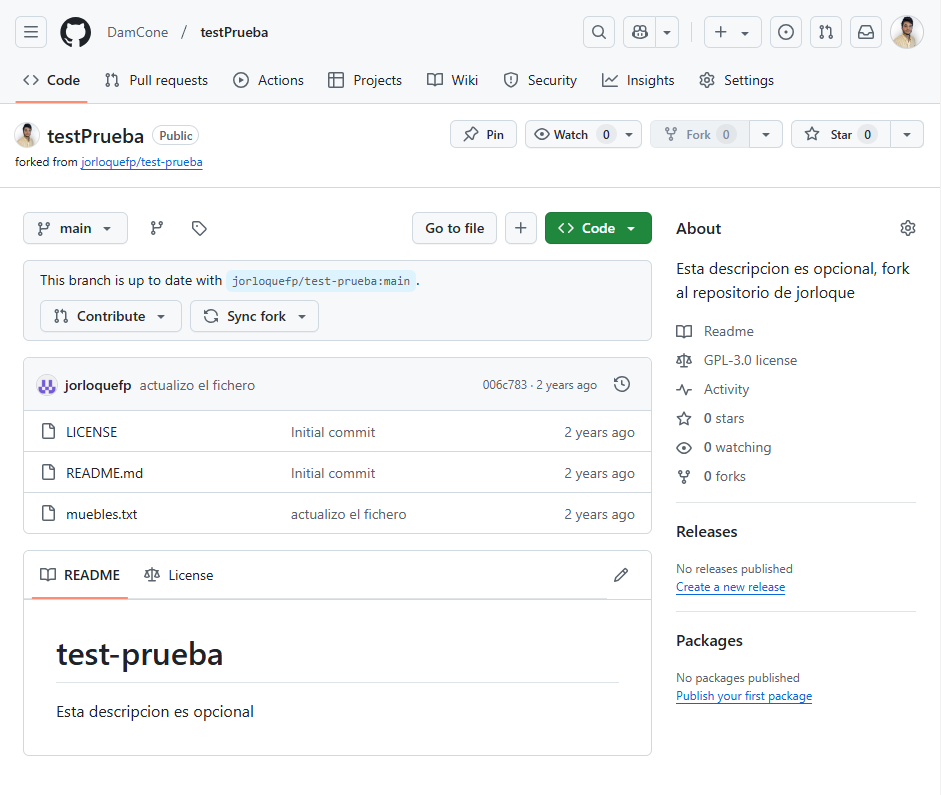 DamCone / testPrueba
Code Pull requests Actions Projects Wiki Security Insights Settings
testPrueba Public Pin Watch 0 Fork 0 Star 0
forked from jorloquefp/test-prueba
main Go to file Code
This branch is up to date with jorloquefp/test-prueba:main .
Contribute Sync fork
jorloquefp actualizo el fichero 006c783 · 2 years ago
LICENSE Initial commit 2 years ago
README.md Initial commit 2 years ago
muebles.txt actualizo el fichero 2 years ago
README License
test-prueba
Esta descripcion es opcional
About
Esta descripcion es opcional, fork
al repositorio de jorloque
Readme
GPL-3.0 license
Activity
0 stars
0 watching
0 forks
Releases
No releases published
Create a new release
Packages
No packages published
Publish your first package